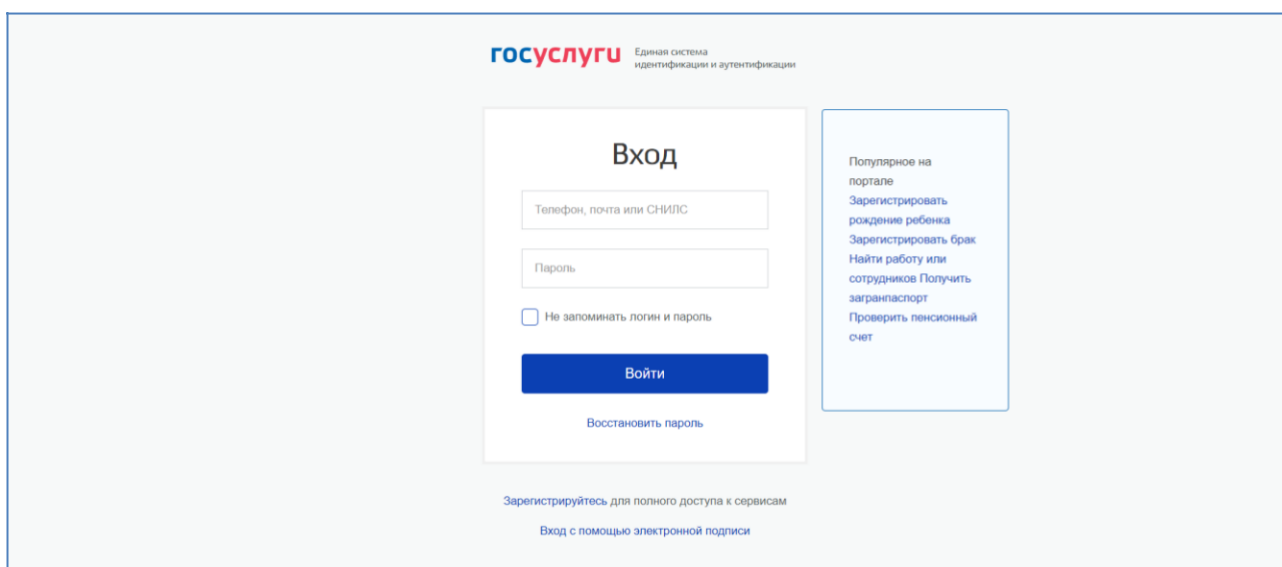 госуслуги
Единая система
идентификации и аутентификации
Вход
Телефон, почта или СНИЛС
Пароль
Не запоминать логин и пароль
Войти
Восстановить пароль
Популярное на
портале
Зарегистрировать
рождение ребенка
Зарегистрировать брак
Найти работу или
сотрудников Получить
загранпаспорт
Проверить пенсионный
счет
Зарегистрируйтесь для полного доступа к сервисам
Вход с помощью электронной подписи